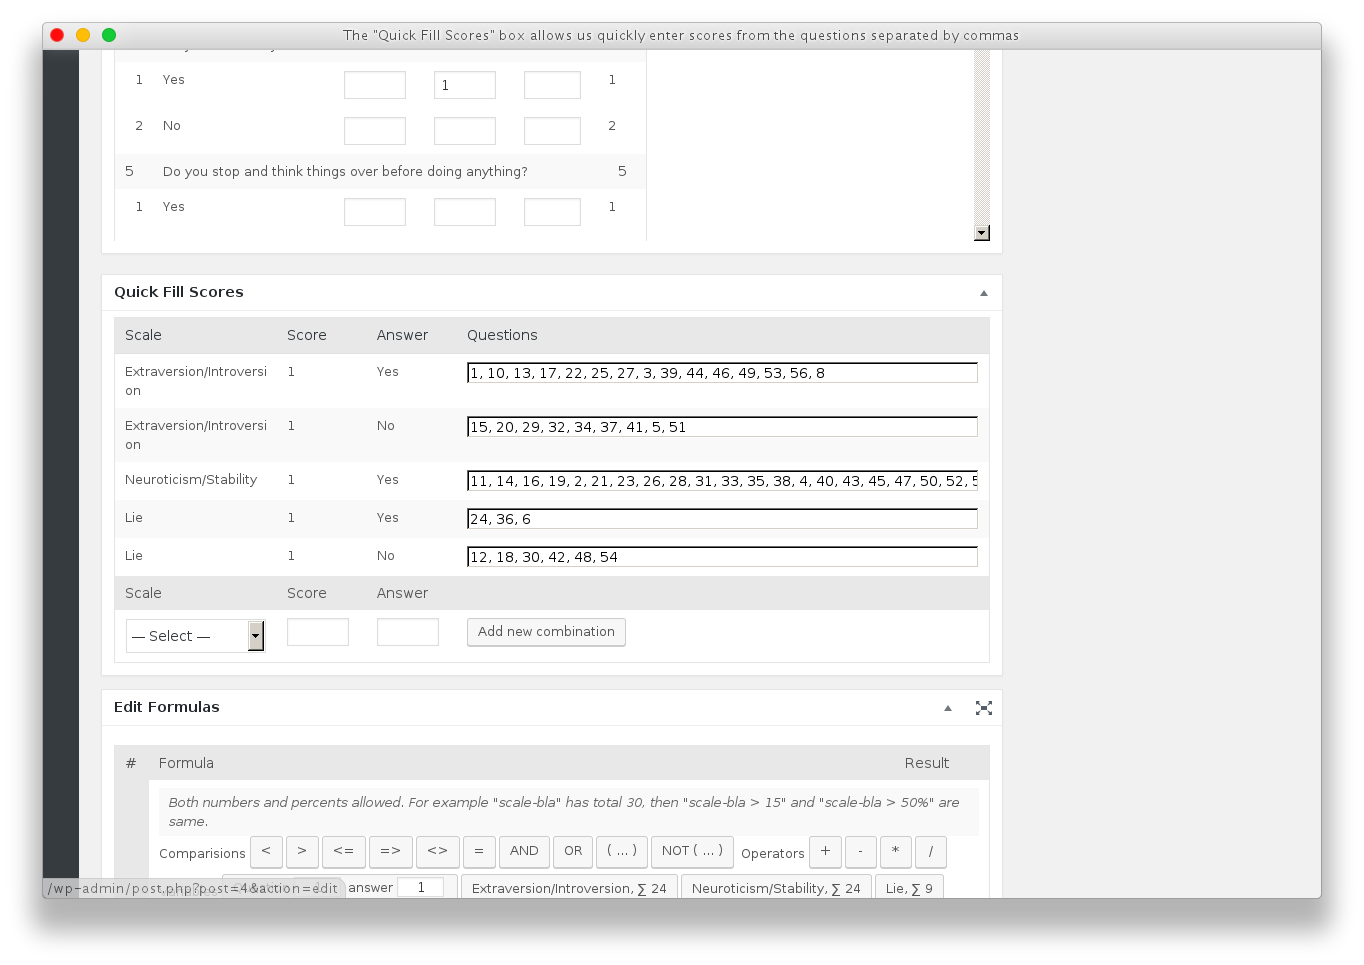 The "Quick Fill Scores" box allows us quickly enter scores from the questions separated by commas
1 Yes 1 1
2 No 2
5 Do you stop and think things over before doing anything? 5
1 Yes 1
Quick Fill Scores
Scale Score Answer Questions
Extraversion/Introversi
on 1 Yes 1, 10, 13, 17, 22, 25, 27, 3, 39, 44, 46, 49, 53, 56, 8
Extraversion/Introversi
on 1 No 15, 20, 29, 32, 34, 37, 41, 5, 51
Neuroticism/Stability 1 Yes 11, 14, 16, 19, 2, 21, 23, 26, 28, 31, 33, 35, 38, 4, 40, 43, 45, 47, 50, 52, 5
Lie 1 Yes 24, 36, 6
Lie 1 No 12, 18, 30, 42, 48, 54
Scale Score Answer
— Select — Add new combination
Edit Formulas
# Formula Result
Both numbers and percents allowed. For example "scale-bla" has total 30, then "scale-bla > 15" and "scale-bla > 50%" are
same.
Comparisions < > <= => <> = AND OR ( ... ) NOT ( ... ) Operators + - * /
/wp-admin/post.php?post=4&action=edit answer 1 Extraversion/Introversion, ∑ 24 Neuroticism/Stability, ∑ 24 Lie, ∑ 9